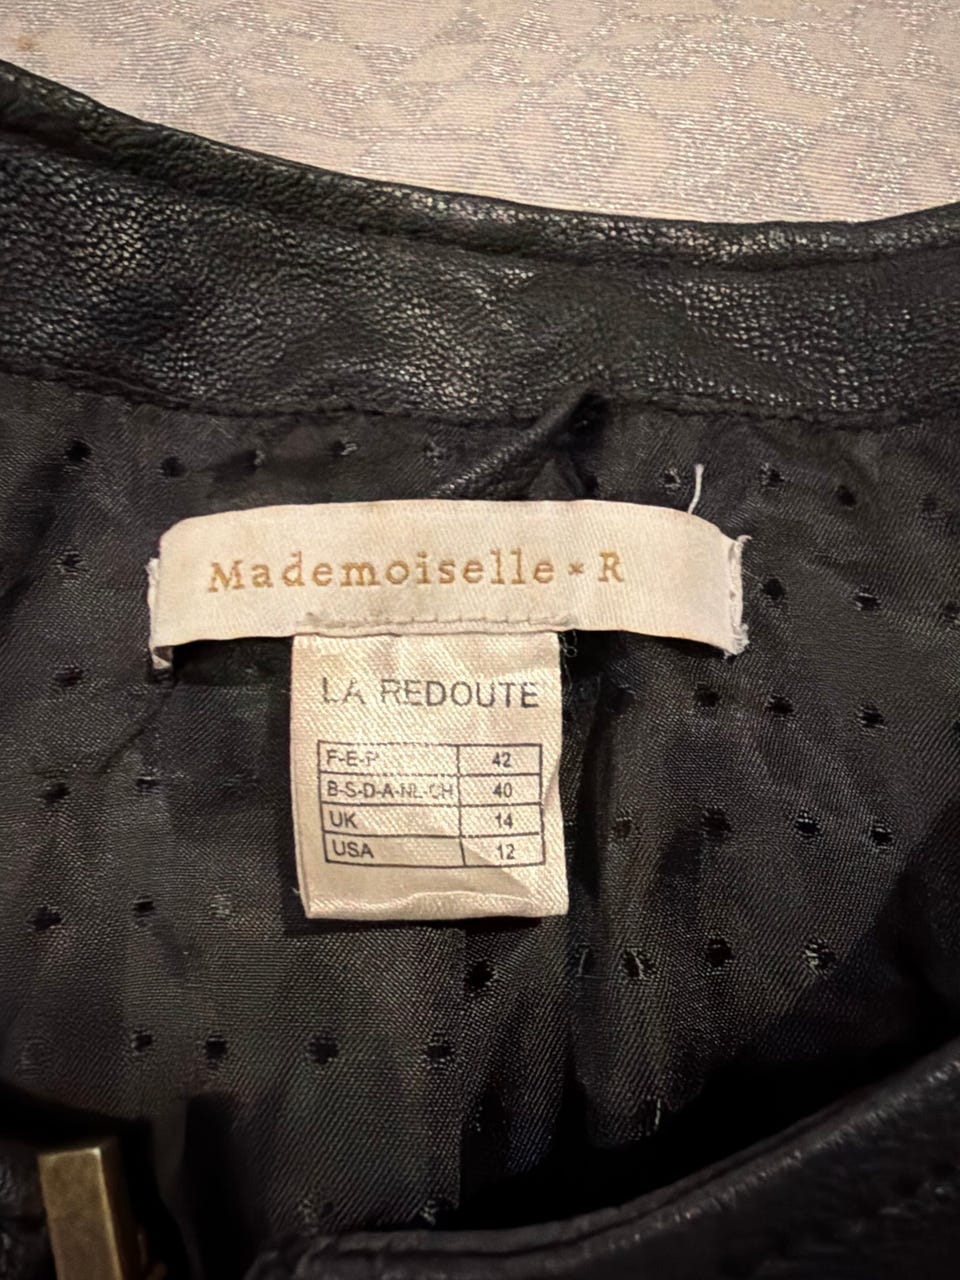 Mademoiselle * R
LA REDOUTE
F-E-P 42
B-S-D-A-NL-CH 40
UK 14
USA 12